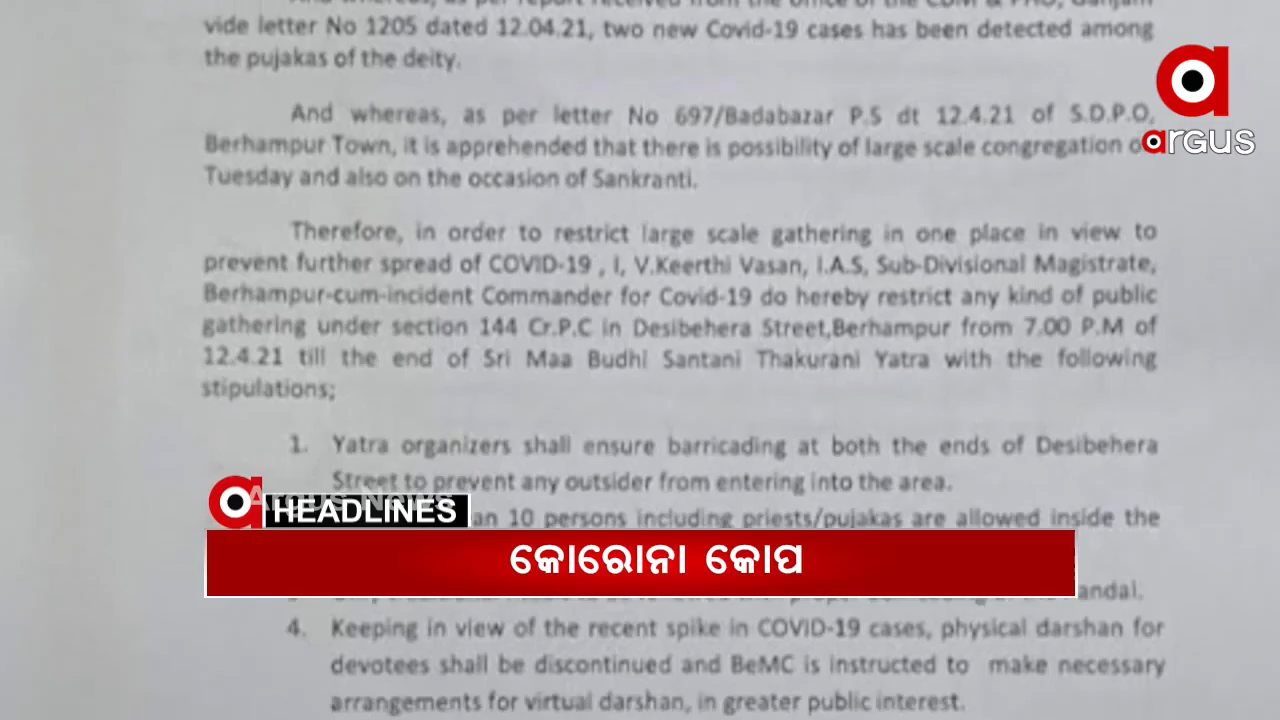 vide letter No 1205 dated 12.04.21, two new Covid-19 cases has been detected among
the pujakas of the deity.
And whereas, as per letter No 697/Badabazar P.S dt 12.4.21 of S.D.P.O,
Berhampur Town, it is apprehended that there is possibility of large scale congregation
Tuesday and also on the occasion of Sankranti.
argus
Therefore, in order to restrict large scale gathering in one place in view to
prevent further spread of COVID-19 , I, V.Keerthi Vasan, I.A.S, Sub-Divisional Magistrate,
Berhampur-cum-incident Commander for Covid-19 do hereby restrict any kind of public
gathering under section 144 Cr.P.C in Desibehera Street,Berhampur from 7.00 P.M of
12.4.21 till the end of Sri Maa Budhi Santani Thakurani Yatra with the following
stipulations;
1. Yatra organizers shall ensure barricading at both the ends of Desibehera
Street to prevent any outsider from entering into the area.
10 persons including priests/pujakas are allowed inside the
Argus News
HEADLINES
କୋରୋନା କୋପ
4. Keeping in view of the recent spike in COVID-19 cases, physical darshan for
devotees shall be discontinued and BeMC is instructed to make necessary
arrangements for virtual darshan, in greater public interest.